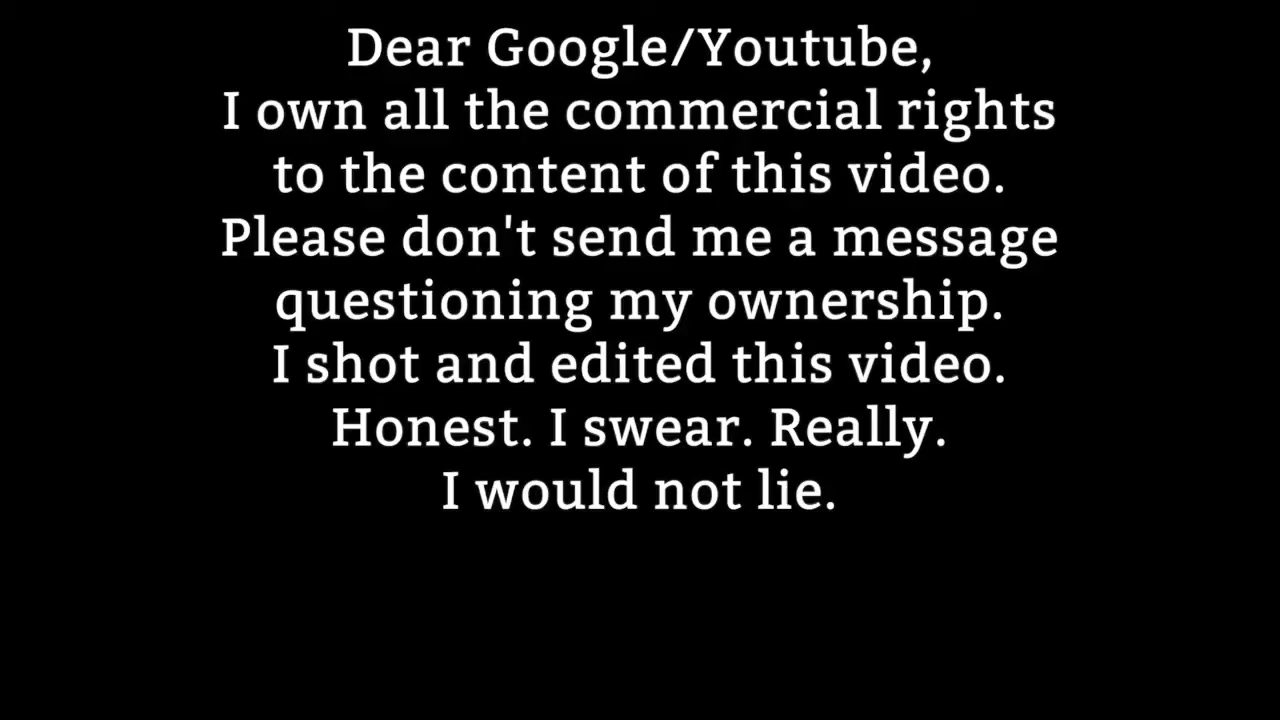 Dear Google/Youtube,
I own all the commercial rights
to the content of this video.
Please don't send me a message
questioning my ownership.
I shot and edited this video.
Honest. I swear. Really.
I would not lie.